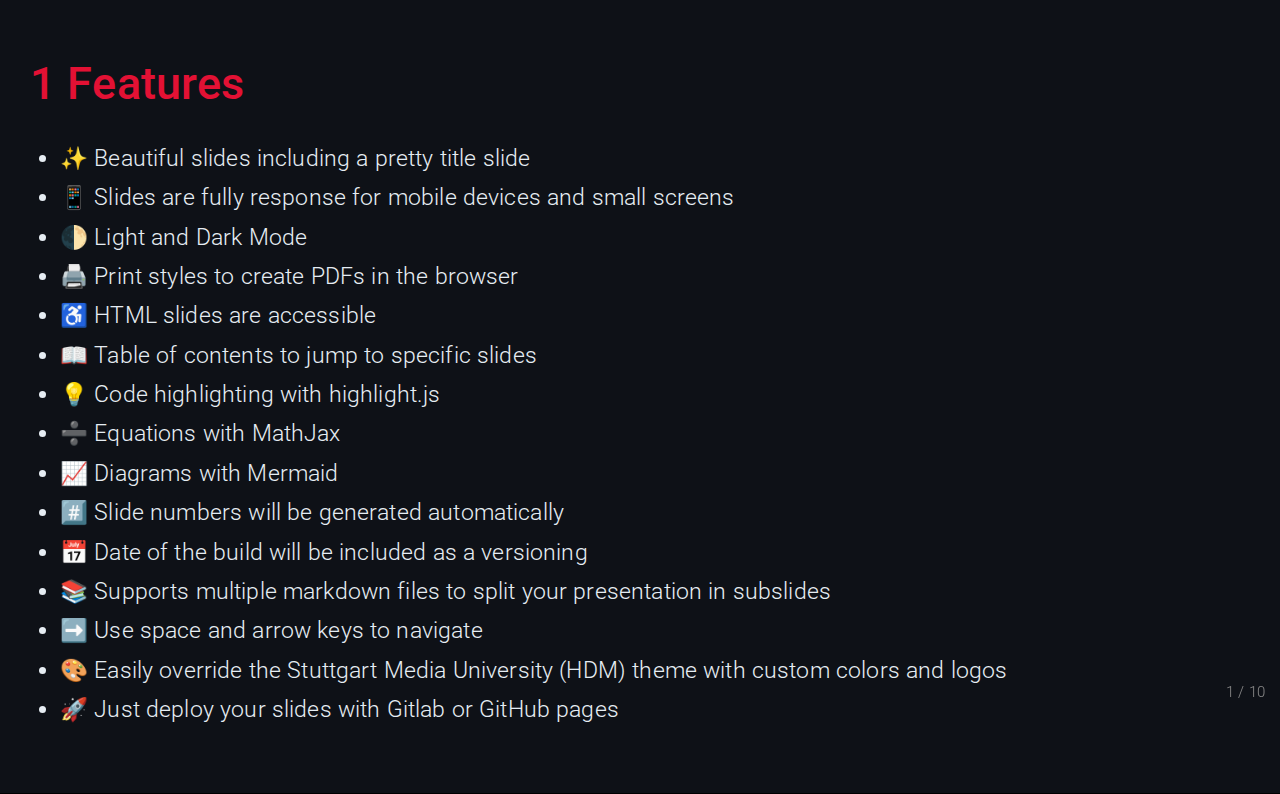 1 Features
• ✨ Beautiful slides including a pretty title slide
• 📱 Slides are fully response for mobile devices and small screens
• 🌓 Light and Dark Mode
• 🖨️ Print styles to create PDFs in the browser
• ♿ HTML slides are accessible
• 📖 Table of contents to jump to specific slides
• 💡 Code highlighting with highlight.js
• ➗ Equations with MathJax
• 📈 Diagrams with Mermaid
• #️⃣ Slide numbers will be generated automatically
• 📅 Date of the build will be included as a versioning
• 📚 Supports multiple markdown files to split your presentation in subslides
• ➡️ Use space and arrow keys to navigate
• 🎨 Easily override the Stuttgart Media University (HDM) theme with custom colors and logos
• 🚀 Just deploy your slides with Gitlab or GitHub pages
1 / 10